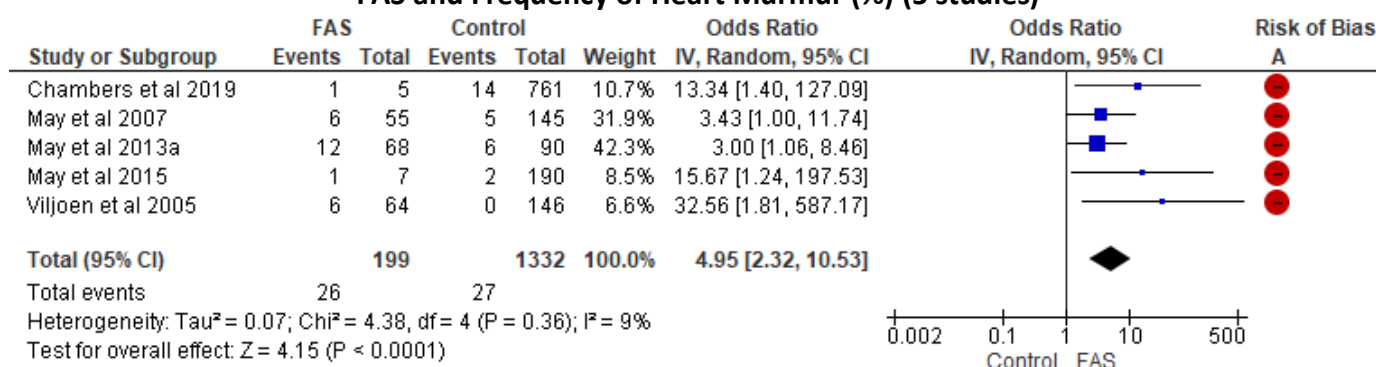 FAS and Frequency of Heart Murmur (%) (5 studies)
FAS Control Odds Ratio Odds Ratio Risk of Bias
Study or Subgroup Events Total Events Total Weight IV, Random, 95% CI IV, Random, 95% CI A
Chambers et al 2019 1 5 14 761 10.7% 13.34 [1.40, 127.09] −
May et al 2007 6 55 5 145 31.9% 3.43 [1.00, 11.74] −
May et al 2013a 12 68 6 90 42.3% 3.00 [1.06, 8.46] −
May et al 2015 1 7 2 190 8.5% 15.67 [1.24, 197.53] −
Viljoen et al 2005 6 64 0 146 6.6% 32.56 [1.81, 587.17] −
Total (95% CI) 199 1332 100.0% 4.95 [2.32, 10.53]
Total events 26 27
Heterogeneity: Tau² = 0.07; Chi² = 4.38, df = 4 (P = 0.36); I² = 9%
Test for overall effect: Z = 4.15 (P < 0.0001)
0.002 0.1 1 10 500
Control FAS